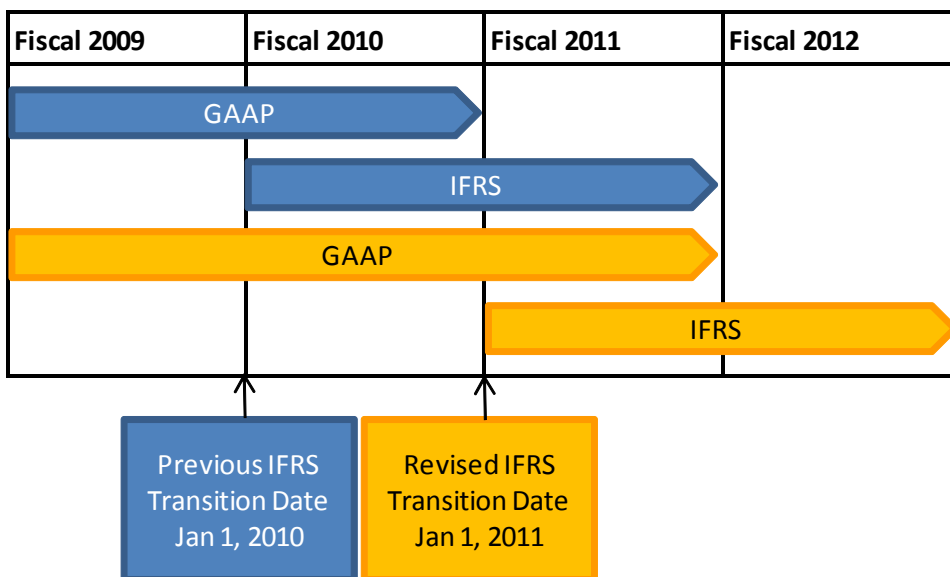 Fiscal 2009 Fiscal 2010 Fiscal 2011 Fiscal 2012
GAAP
IFRS
GAAP
IFRS
Previous IFRS
Transition Date
Jan 1, 2010
Revised IFRS
Transition Date
Jan 1, 2011